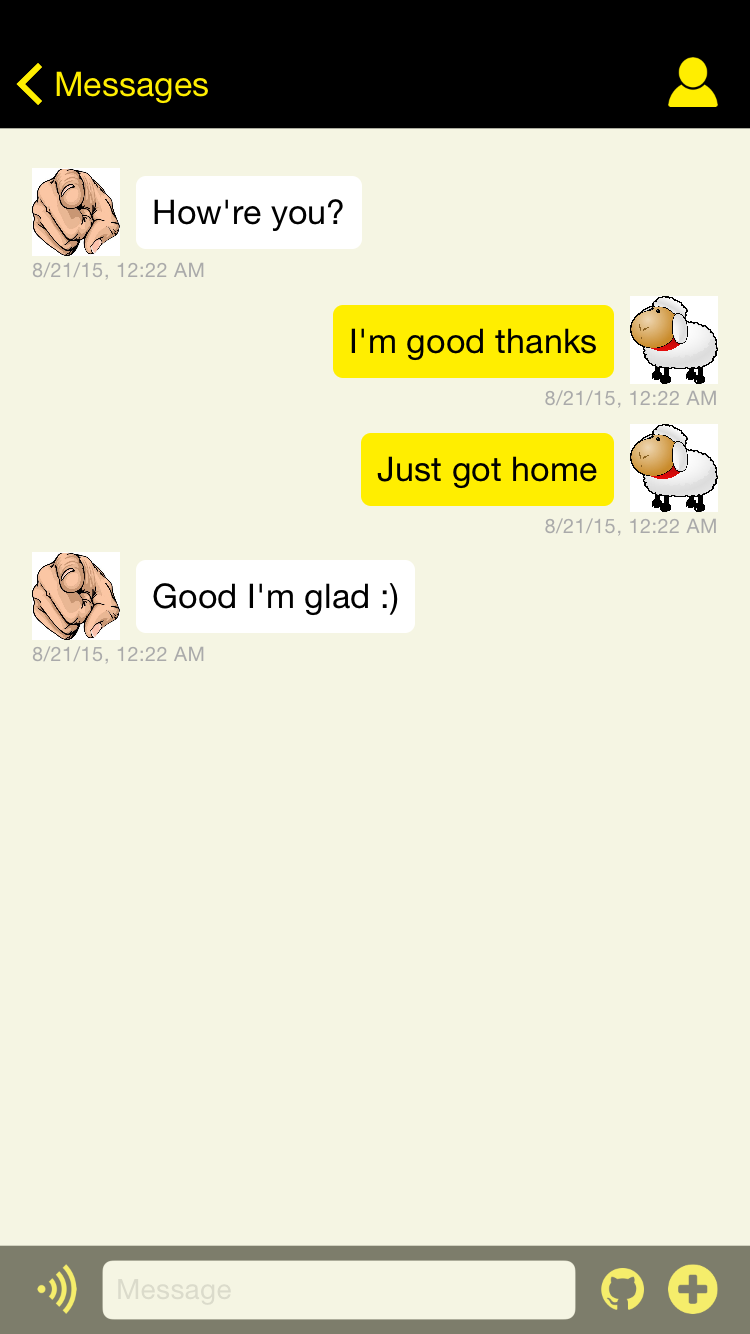 Messages
How're you?
8/21/15, 12:22 AM
I'm good thanks
8/21/15, 12:22 AM
Just got home
8/21/15, 12:22 AM
Good I'm glad :)
8/21/15, 12:22 AM
Message